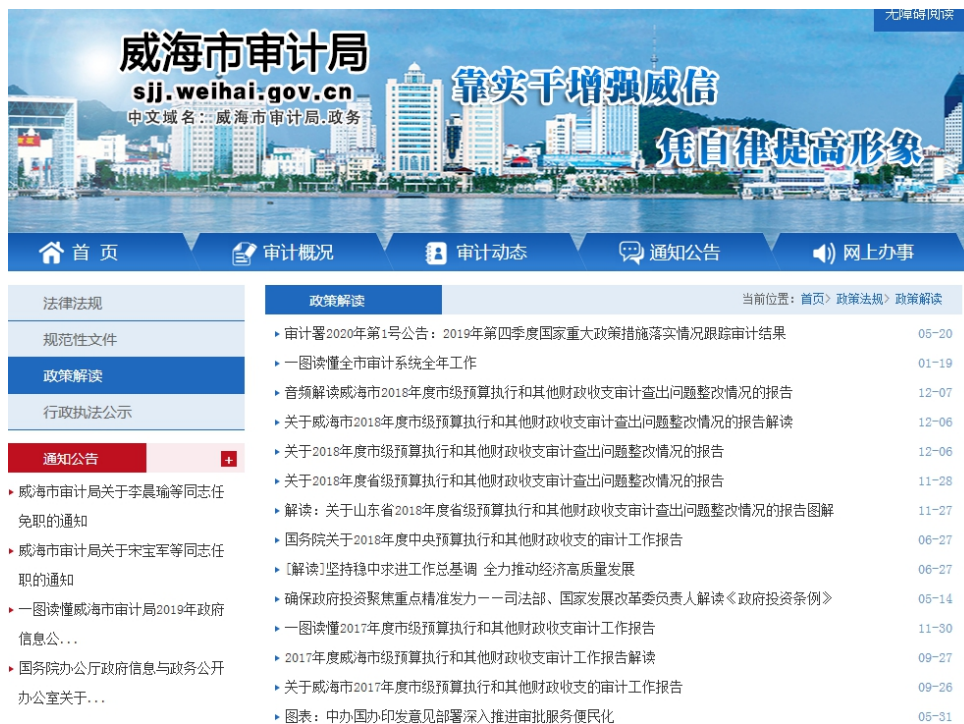 无障碍阅读
威海市审计局
sjj.weihai.gov.cn
中文域名：威海市审计局.政务
靠实干增强威信
凭自律提高形象
首 页
审计概况
审计动态
通知公告
网上办事
法律法规
规范性文件
政策解读
行政执法公示
通知公告
+
威海市审计局关于李晨瑜等同志任
免职的通知
威海市审计局关于宋宝军等同志任
职的通知
一图读懂威海市审计局2019年政府
信息公...
国务院办公厅政府信息与政务公开
办公室关于...
政策解读
当前位置：首页> 政策法规> 政策解读
审计署2020年第1号公告：2019年第四季度国家重大政策措施落实情况跟踪审计结果 05-20
一图读懂全市审计系统全年工作 01-19
音频解读威海市2018年度市级预算执行和其他财政收支审计查出问题整改情况的报告 12-07
关于威海市2018年度市级预算执行和其他财政收支审计查出问题整改情况的报告解读 12-06
关于2018年度市级预算执行和其他财政收支审计查出问题整改情况的报告 12-06
关于2018年度省级预算执行和其他财政收支审计查出问题整改情况的报告 11-28
解读：关于山东省2018年度省级预算执行和其他财政收支审计查出问题整改情况的报告图解 11-27
国务院关于2018年度中央预算执行和其他财政收支的审计工作报告 06-27
[解读]坚持稳中求进工作总基调 全力推动经济高质量发展 06-27
确保政府投资聚焦重点精准发力——司法部、国家发展改革委负责人解读《政府投资条例》 05-14
一图读懂2017年度市级预算执行和其他财政收支审计工作报告 11-30
2017年度威海市级预算执行和其他财政收支审计工作报告解读 09-27
关于威海市2017年度市级预算执行和其他财政收支的审计工作报告 09-26
图表：中办国办印发意见部署深入推进审批服务便民化 05-31